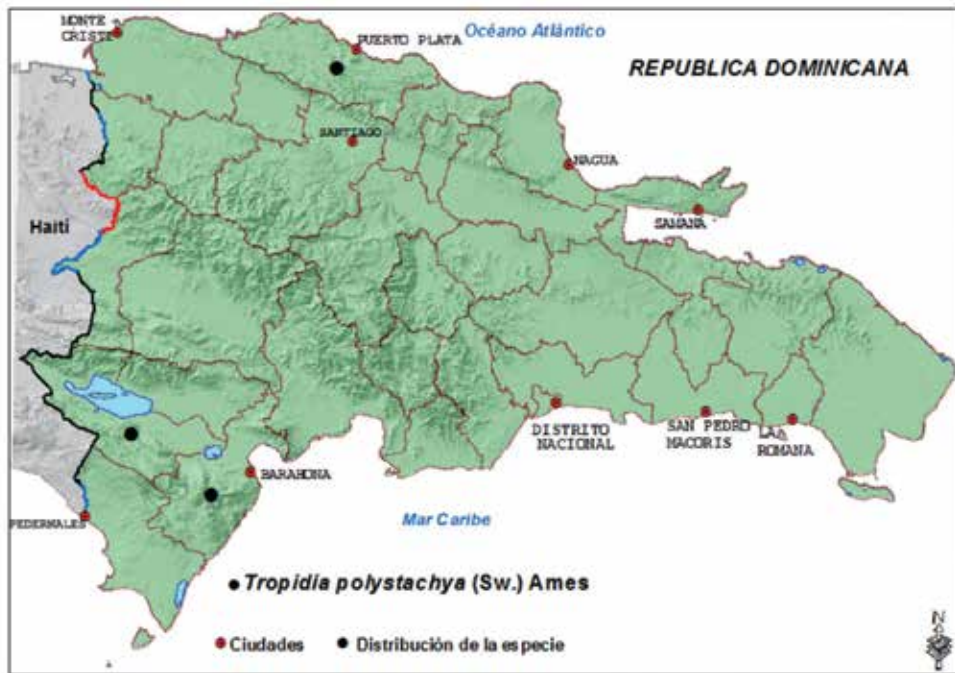 MONTE
CRISTI
PUERTO PLATA
Océano Atlántico
REPUBLICA DOMINICANA
SANTIAGO
NAGUA
SAMANA
Haití
DISTRITO
NACIONAL
SAN PEDRO
MACORIS
LA
ROMANA
BARAHONA
PEDERNALES
Mar Caribe
Tropidia polystachya (Sw.) Ames
Ciudades
Distribución de la especie
N